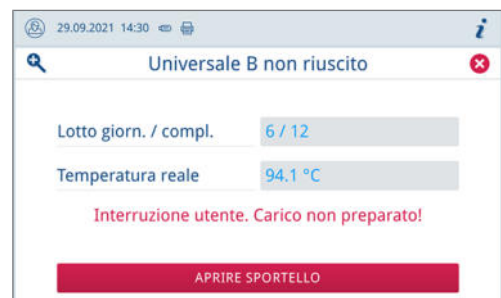 29.09.2021 14:30
Universale B non riuscito
Lotto giorn. / compl. 6 / 12
Temperatura reale 94.1 °C
Interruzione utente. Carico non preparato!
APRIRE SPORTELLO